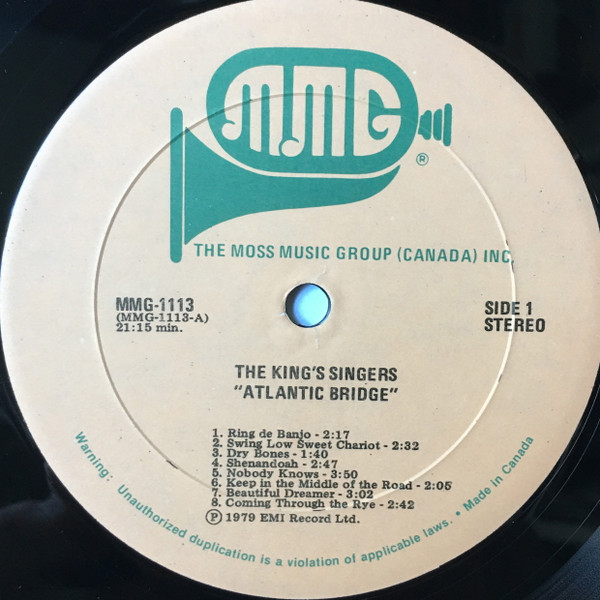 MMG
®
THE MOSS MUSIC GROUP (CANADA) INC.
MMG-1113
(MMG-1113-A)
21:15 min.
SIDE 1
STEREO
THE KING'S SINGERS
"ATLANTIC BRIDGE"
1. Ring de Banjo - 2:17
2. Swing Low Sweet Chariot - 2:32
3. Dry Bones - 1:40
4. Shenandoah - 2:47
5. Nobody Knows - 3:50
6. Keep in the Middle of the Road - 2:05
7. Beautiful Dreamer - 3:02
8. Coming Through the Rye - 2:42
℗ 1979 EMI Record Ltd.
Warning: Unauthorized duplication is a violation of applicable laws. • Made in Canada